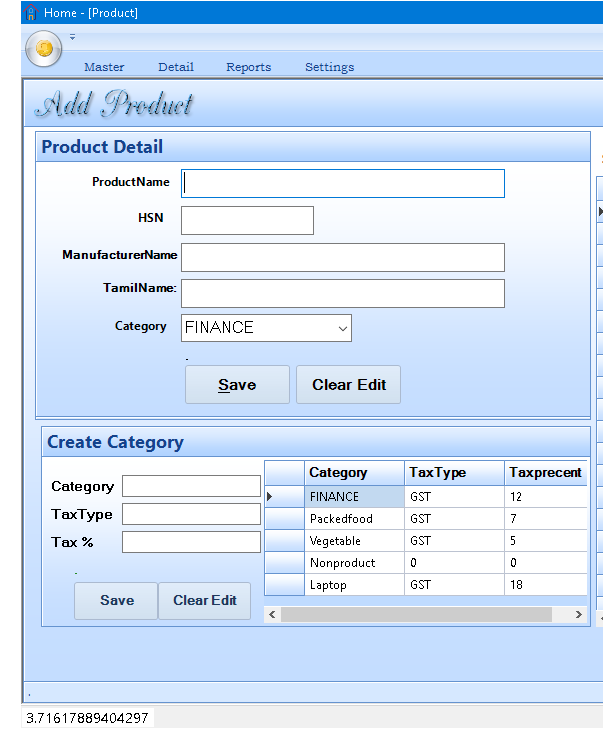 Home - [Product]
Master Detail Reports Settings
Add Product
Product Detail
ProductName
HSN
ManufacturerName
TamilName:
Category FINANCE
.
Save Clear Edit
Create Category
Category
TaxType
Tax %
.
Save Clear Edit
Category TaxType Taxprecent
FINANCE GST 12
Packedfood GST 7
Vegetable GST 5
Nonproduct 0 0
Laptop GST 18
.
3.71617889404297